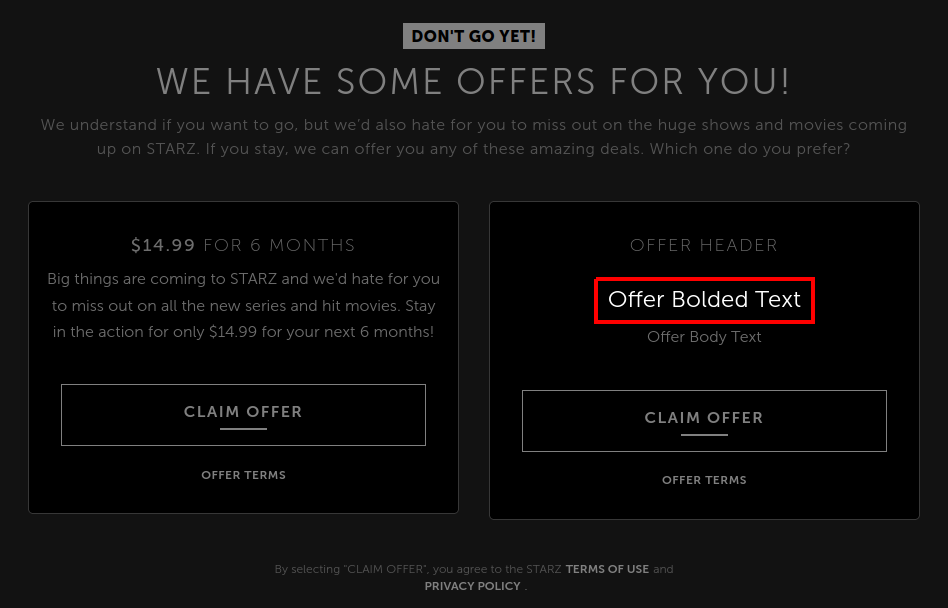 DON'T GO YET!
WE HAVE SOME OFFERS FOR YOU!
We understand if you want to go, but we’d also hate for you to miss out on the huge shows and movies coming
up on STARZ. If you stay, we can offer you any of these amazing deals. Which one do you prefer?
$14.99 FOR 6 MONTHS
Big things are coming to STARZ and we'd hate for you
to miss out on all the new series and hit movies. Stay
in the action for only $14.99 for your next 6 months!
CLAIM OFFER
OFFER TERMS
OFFER HEADER
Offer Bolded Text
Offer Body Text
CLAIM OFFER
OFFER TERMS
By selecting "CLAIM OFFER", you agree to the STARZ TERMS OF USE and
PRIVACY POLICY .